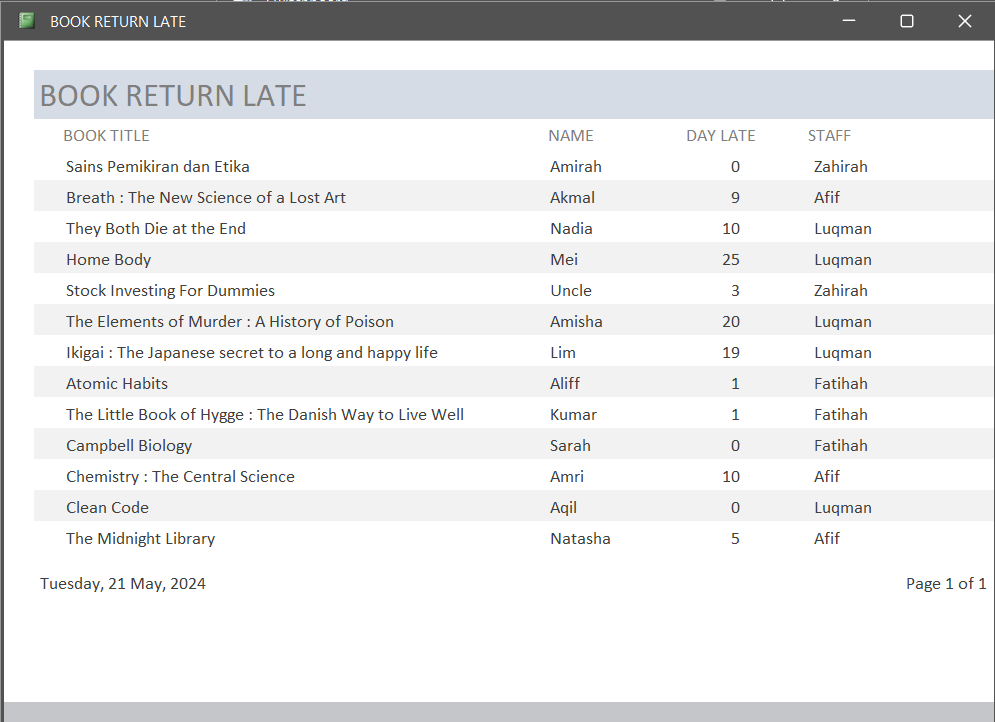 BOOK RETURN LATE
BOOK RETURN LATE
BOOK TITLE NAME DAY LATE STAFF
Sains Pemikiran dan Etika Amirah 0 Zahirah
Breath : The New Science of a Lost Art Akmal 9 Afif
They Both Die at the End Nadia 10 Luqman
Home Body Mei 25 Luqman
Stock Investing For Dummies Uncle 3 Zahirah
The Elements of Murder : A History of Poison Amisha 20 Luqman
Ikigai : The Japanese secret to a long and happy life Lim 19 Luqman
Atomic Habits Aliff 1 Fatihah
The Little Book of Hygge : The Danish Way to Live Well Kumar 1 Fatihah
Campbell Biology Sarah 0 Fatihah
Chemistry : The Central Science Amri 10 Afif
Clean Code Aqil 0 Luqman
The Midnight Library Natasha 5 Afif
Tuesday, 21 May, 2024 Page 1 of 1